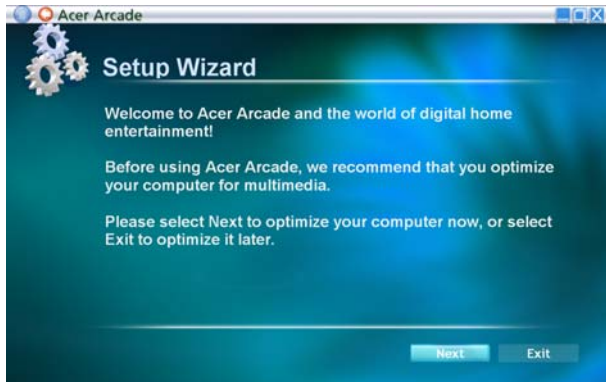 Acer Arcade
Setup Wizard
Welcome to Acer Arcade and the world of digital home
entertainment!
Before using Acer Arcade, we recommend that you optimize
your computer for multimedia.
Please select Next to optimize your computer now, or select
Exit to optimize it later.
Next
Exit